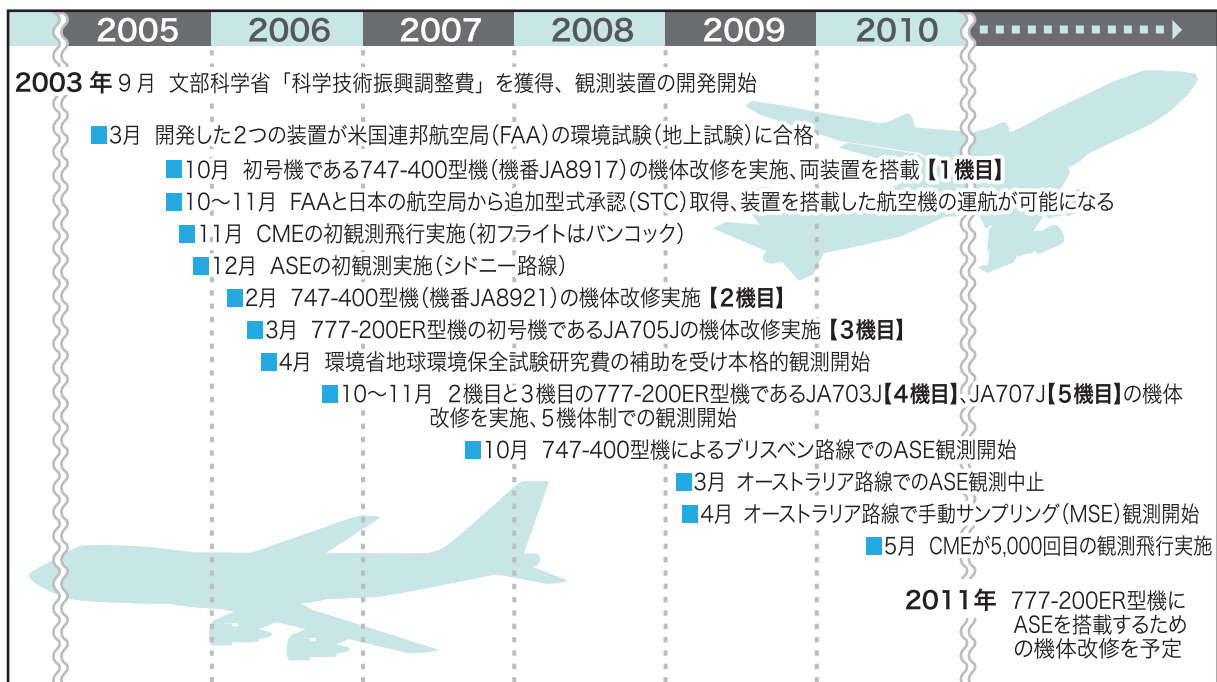 2005 2006 2007 2008 2009 2010
2003年 9月 文部科学省「科学技術振興調整費」を獲得、観測装置の開発開始
3月 開発した2つの装置が米国連邦航空局(FAA)の環境試験(地上試験)に合格
10月 初号機である747-400型機(機番JA8917)の機体改修を実施、両装置を搭載【1機目】
10〜11月 FAAと日本の航空局から追加型式承認(STC)取得、装置を搭載した航空機の運航が可能になる
11月 CMEの初観測飛行実施(初フライトはバンコック)
12月 ASEの初観測実施(シドニー路線)
2月 747-400型機(機番JA8921)の機体改修実施【2機目】
3月 777-200ER型機の初号機であるJA705Jの機体改修実施【3機目】
4月 環境省地球環境保全試験研究費の補助を受け本格的観測開始
10〜11月 2機目と3機目の777-200ER型機であるJA703J【4機目】、JA707J【5機目】の機体
改修を実施、5機体制での観測開始
10月 747-400型機によるブリスベン路線でのASE観測開始
3月 オーストラリア路線でのASE観測中止
4月 オーストラリア路線で手動サンプリング(MSE)観測開始
5月 CMEが5,000回目の観測飛行実施
2011年 777-200ER型機に
ASEを搭載するため
の機体改修を予定